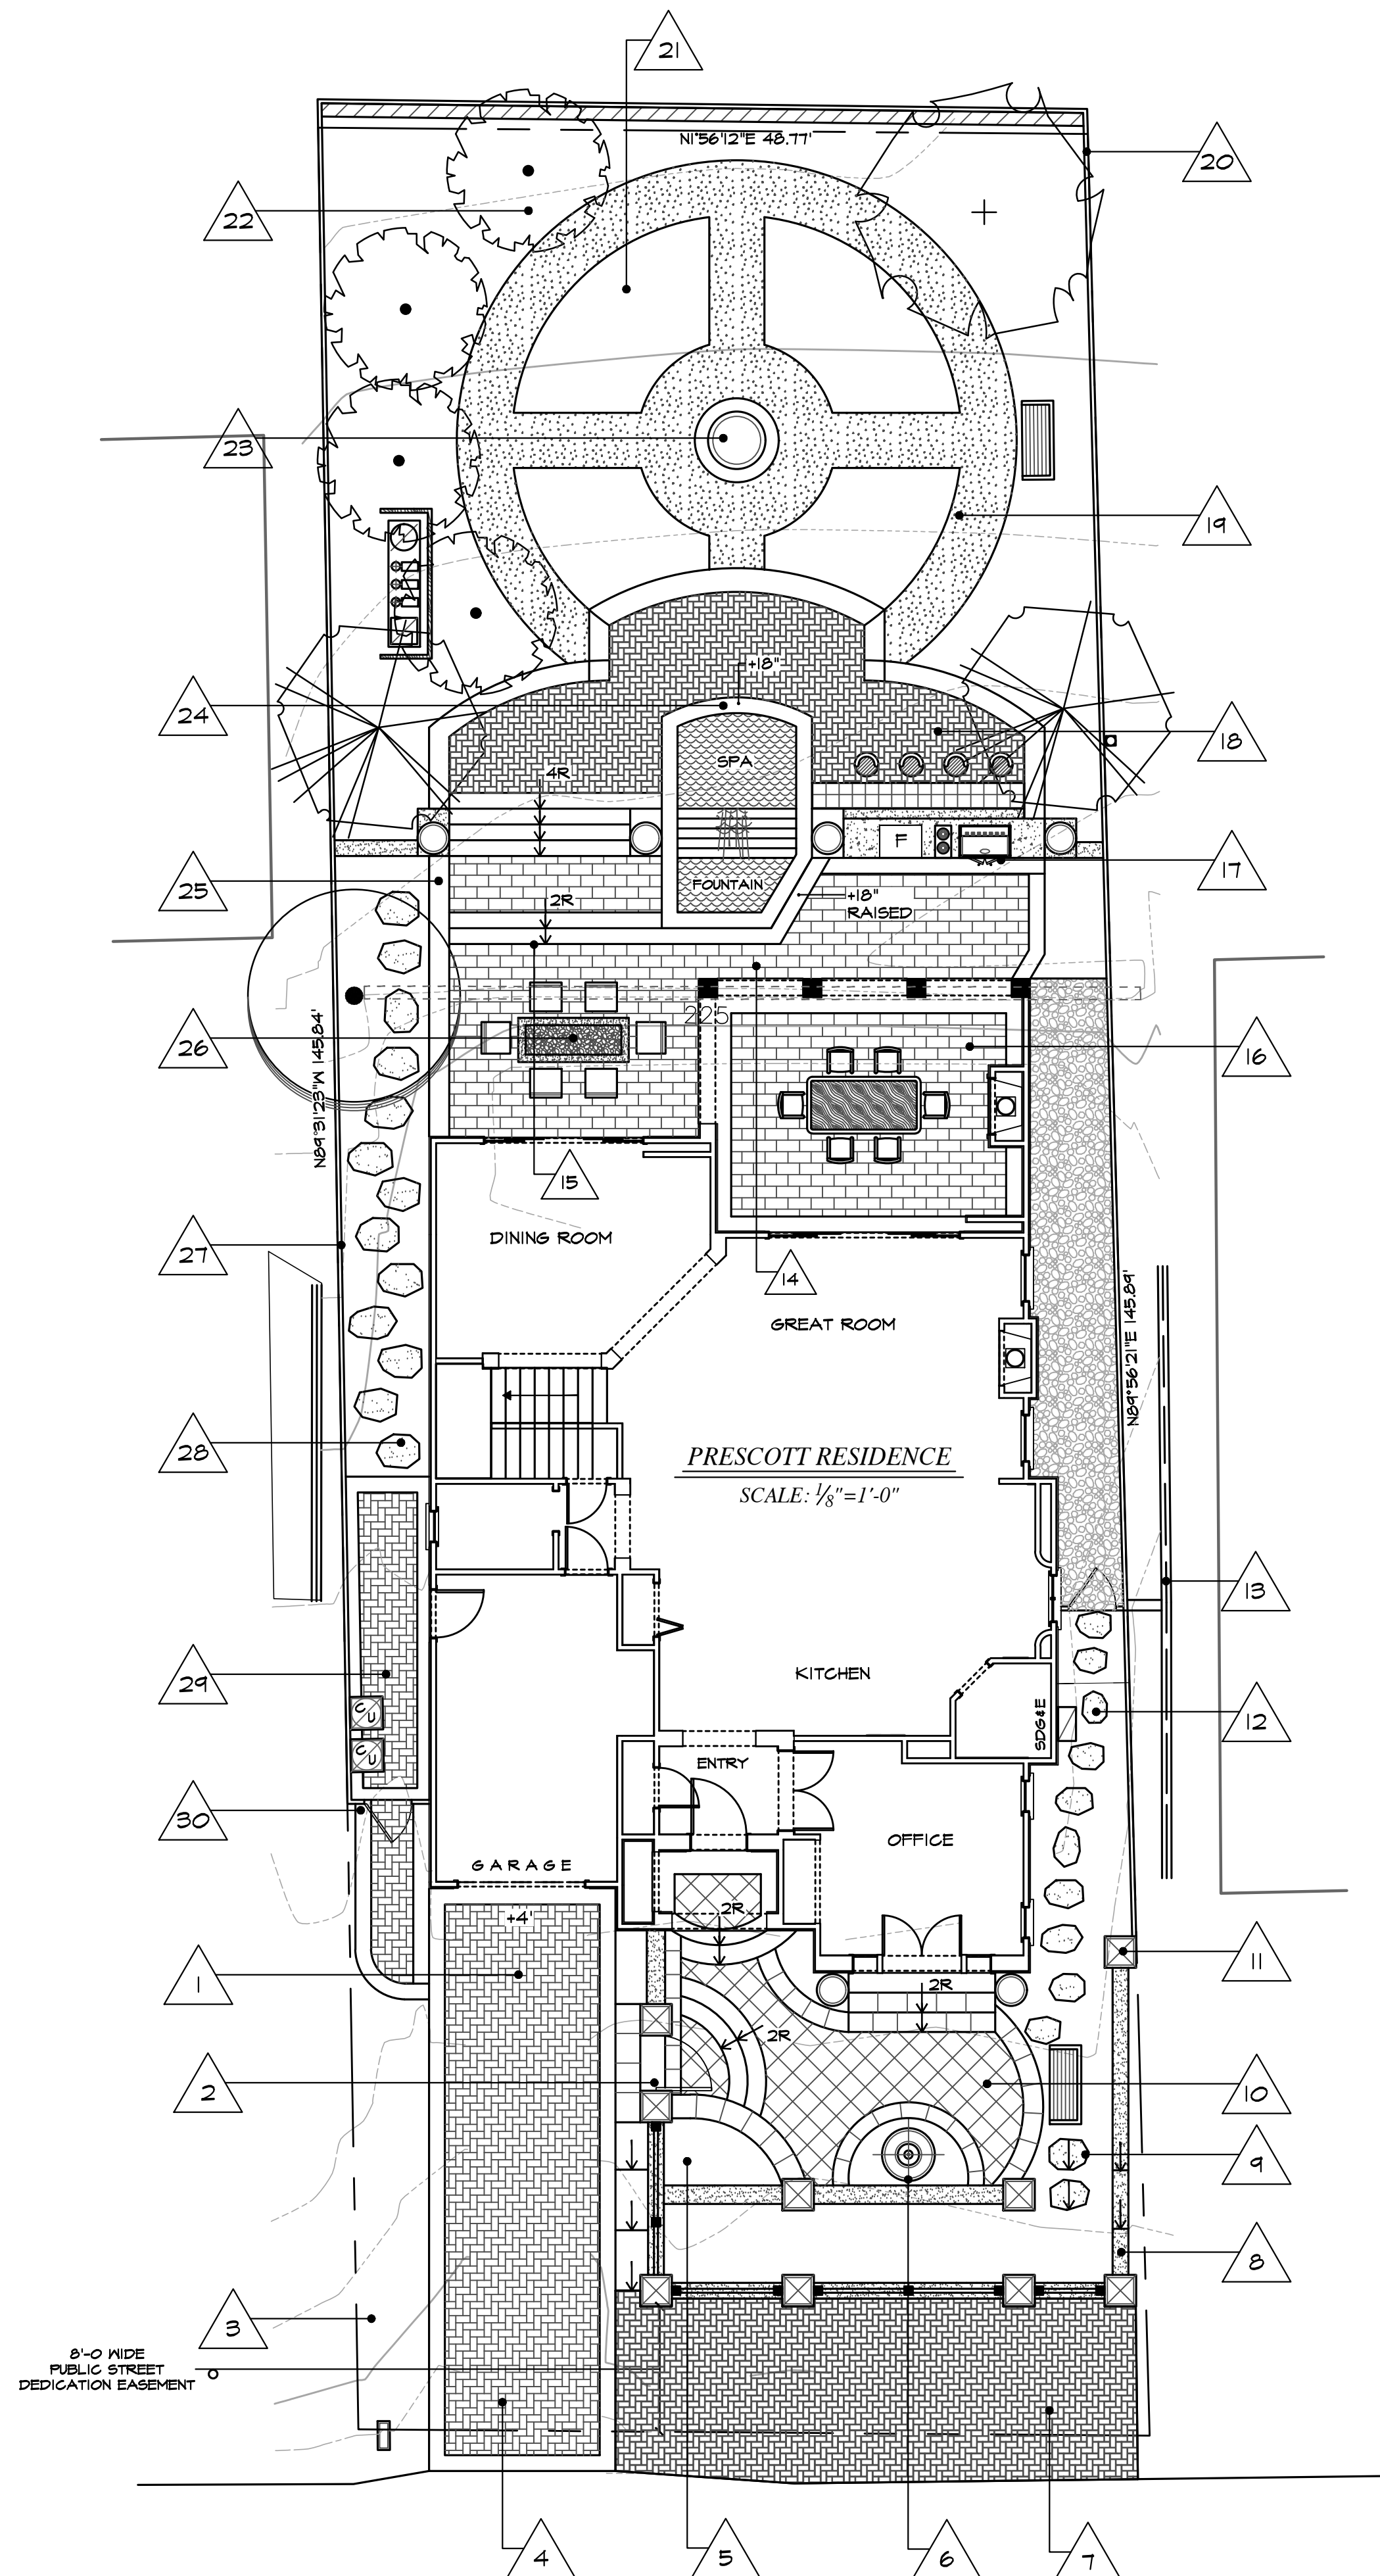 21
N1°56'12"E 48.77'
20
22
23
19
+18"
24
18
4R
SPA
F
17
25
FOUNTAIN
2R
+18"
RAISED
225
26
16
N89°31'23"W 145.84'
15
DINING ROOM
27
14
GREAT ROOM
N89°56'21"E 145.89'
28
PRESCOTT RESIDENCE
SCALE: 1/8"=1'-0"
13
29
KITCHEN
12
SDG&E
CU
CU
ENTRY
30
OFFICE
GARAGE
2R
+4'
11
1
2R
2R
2
10
9
8
3
8'-0 WIDE
PUBLIC STREET
DEDICATION EASEMENT
4
5
6
7